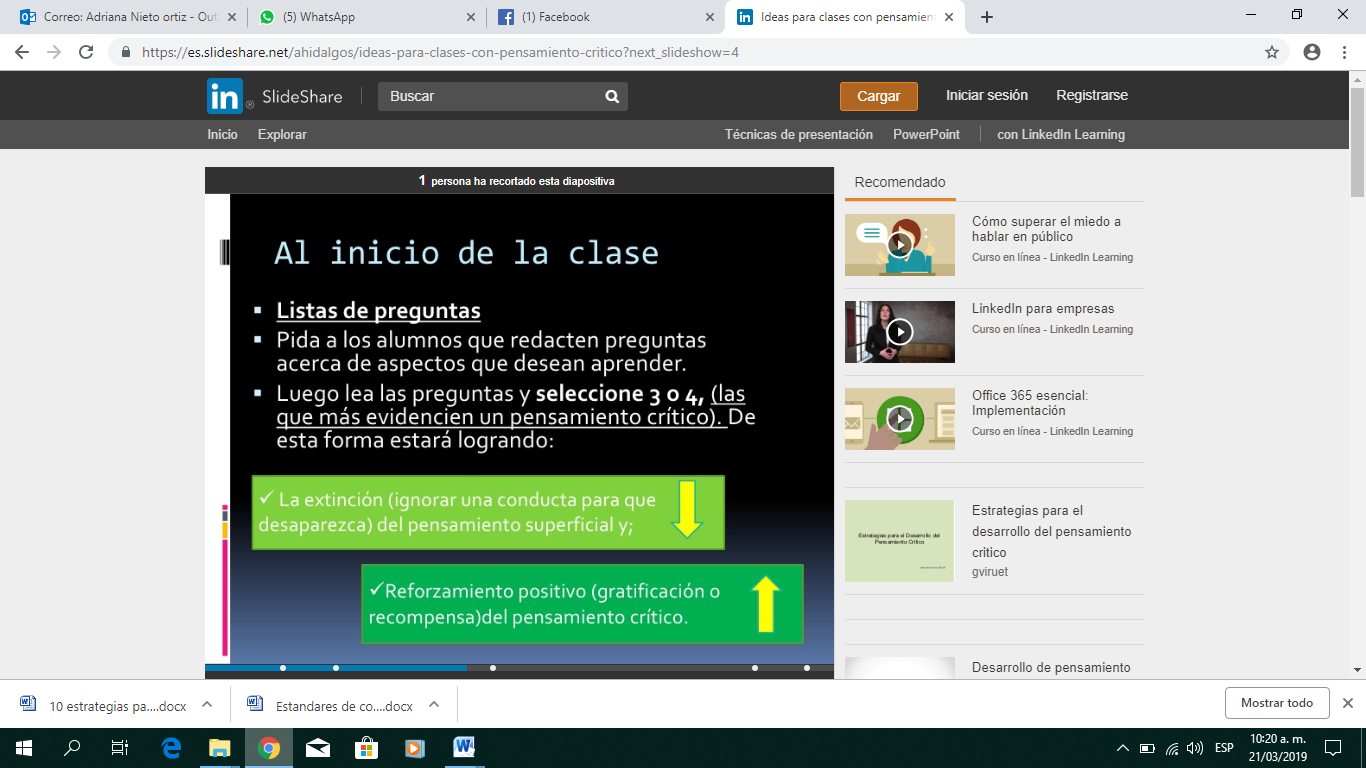 Correo: Adriana Nieto ortiz - Out
(5) WhatsApp
(1) Facebook
Ideas para clases con pensamien
https://es.slideshare.net/ahidalgos/ideas-para-clases-con-pensamiento-critico?next_slideshow=4
in SlideShare
Buscar
Cargar
Iniciar sesión
Registrarse
Inicio
Explorar
Técnicas de presentación
PowerPoint
con LinkedIn Learning
1 persona ha recortado esta diapositiva
Al inicio de la clase
Listas de preguntas
Pida a los alumnos que redacten preguntas
acerca de aspectos que desean aprender.
Luego lea las preguntas y seleccione 3 o 4, (las
que más evidencien un pensamiento crítico). De
esta forma estará logrando:
✓ La extinción (ignorar una conducta para que
desaparezca) del pensamiento superficial y;
✓Reforzamiento positivo (gratificación o
recompensa)del pensamiento crítico.
Recomendado
Cómo superar el miedo a
hablar en público
Curso en línea - LinkedIn Learning
LinkedIn para empresas
Curso en línea - LinkedIn Learning
Office 365 esencial:
Implementación
Curso en línea - LinkedIn Learning
Estrategias para el Desarrollo del
Pensamiento Crítico
Estrategias para el
desarrollo del pensamiento
critico
gviruet
Desarrollo de pensamiento
10 estrategias pa....docx
Estandares de co....docx
Mostrar todo
ESP
10:20 a. m.
21/03/2019